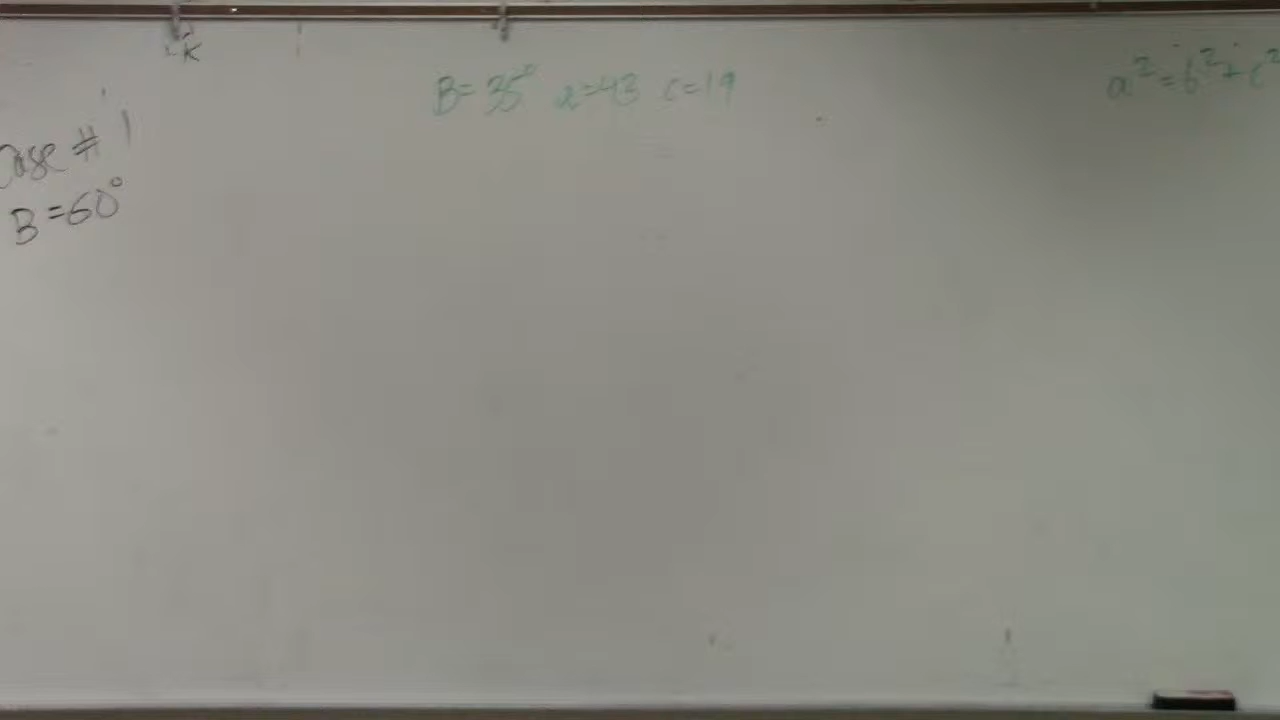 k
B=35° a=43 c=19
a²=b²+c²
Case # 1
B=60°